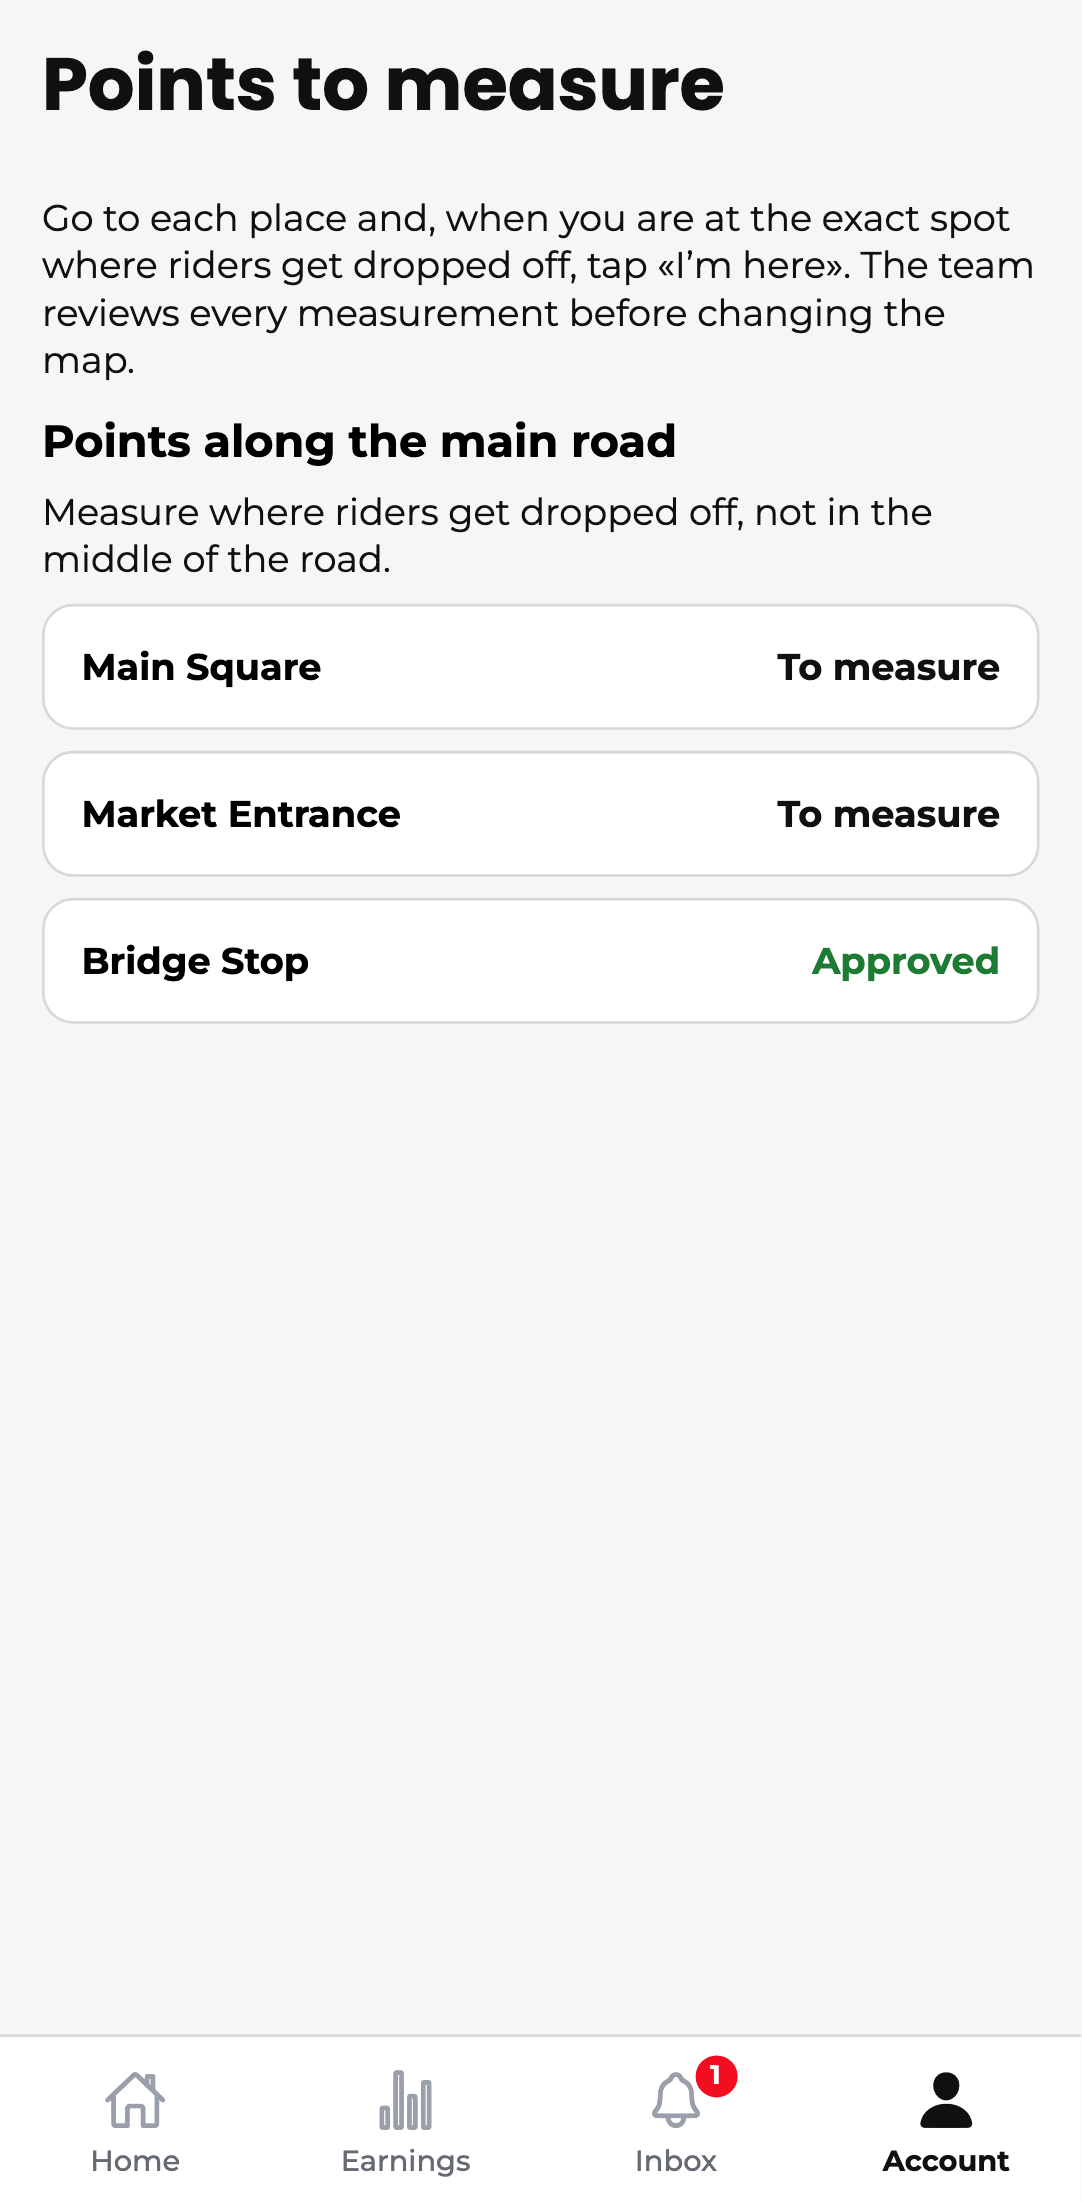 Points to measure
Go to each place and, when you are at the exact spot
where riders get dropped off, tap «I’m here». The team
reviews every measurement before changing the
map.
Points along the main road
Measure where riders get dropped off, not in the
middle of the road.
Main Square To measure
Market Entrance To measure
Bridge Stop Approved
1
Home Earnings Inbox Account